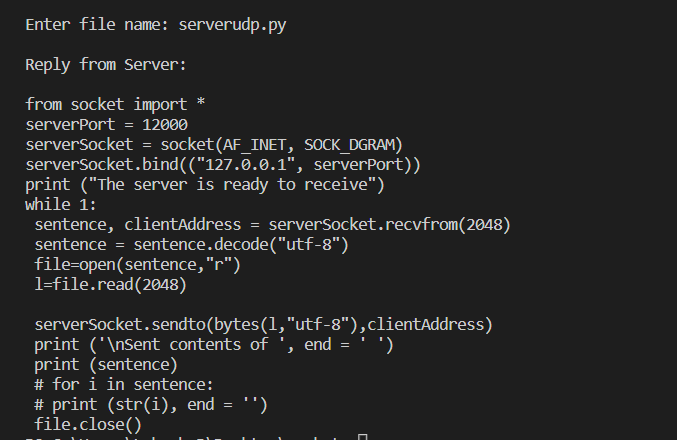 Enter file name: serverudp.py
Reply from Server:
from socket import *
serverPort = 12000
serverSocket = socket(AF_INET, SOCK_DGRAM)
serverSocket.bind(("127.0.0.1", serverPort))
print ("The server is ready to receive")
while 1:
 sentence, clientAddress = serverSocket.recvfrom(2048)
 sentence = sentence.decode("utf-8")
 file=open(sentence,"r")
 l=file.read(2048)
 serverSocket.sendto(bytes(l,"utf-8"),clientAddress)
 print ('\nSent contents of ', end = ' ')
 print (sentence)
 # for i in sentence:
 # print (str(i), end = '')
 file.close()